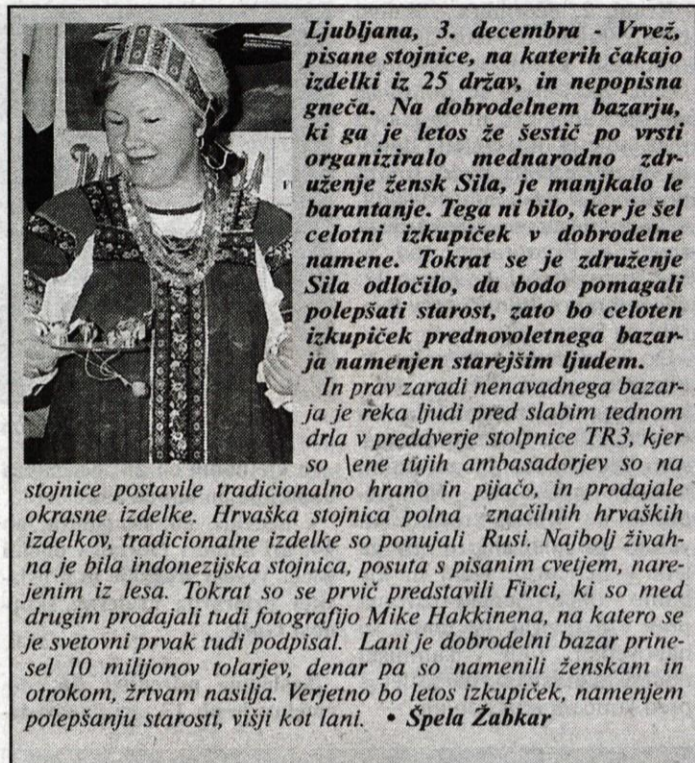 Ljubljana, 3. decembra - Vrvež,
pisane stojnice, na katerih čakajo
izdelki iz 25 držav, in nepopisna
gneča. Na dobrodelnem bazarju,
ki ga je letos že šestič po vrsti
organiziralo mednarodno zdr-
uženje žensk Sila, je manjkalo le
barantanje. Tega ni bilo, ker je šel
celotni izkupiček v dobrodelne
namene. Tokrat se je združenje
Sila odločilo, da bodo pomagali
polepšati starost, zato bo celoten
izkupiček prednovoletnega bazar-
ja namenjen starejšim ljudem.
In prav zaradi nenavadnega bazar-
ja je reka ljudi pred slabim tednom
drla v preddverje stolpnice TR3, kjer
so \ene tujih ambasadorjev so na
stojnice postavile tradicionalno hrano in pijačo, in prodajale
okrasne izdelke. Hrvaška stojnica polna značilnih hrvaških
izdelkov, tradicionalne izdelke so ponujali Rusi. Najbolj živah-
na je bila indonezijska stojnica, posuta s pisanim cvetjem, nare-
jenim iz lesa. Tokrat so se prvič predstavili Finci, ki so med
drugim prodajali tudi fotografijo Mike Hakkinena, na katero se
je svetovni prvak tudi podpisal. Lani je dobrodelni bazar prine-
sel 10 milijonov tolarjev, denar pa so namenili ženskam in
otrokom, žrtvam nasilja. Verjetno bo letos izkupiček, namenjem
polepšanju starosti, višji kot lani. • Špela Žabkar